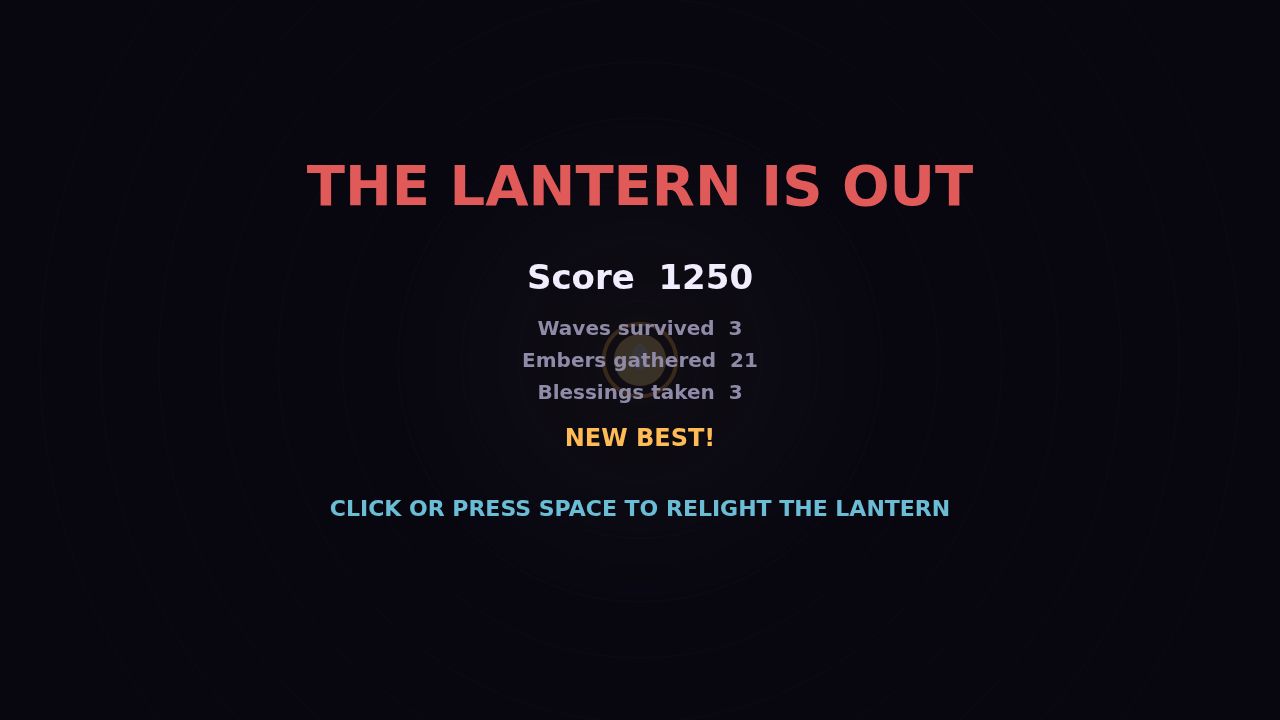 THE LANTERN IS OUT
Score 1250
Waves survived 3
Embers gathered 21
Blessings taken 3
NEW BEST!
CLICK OR PRESS SPACE TO RELIGHT THE LANTERN